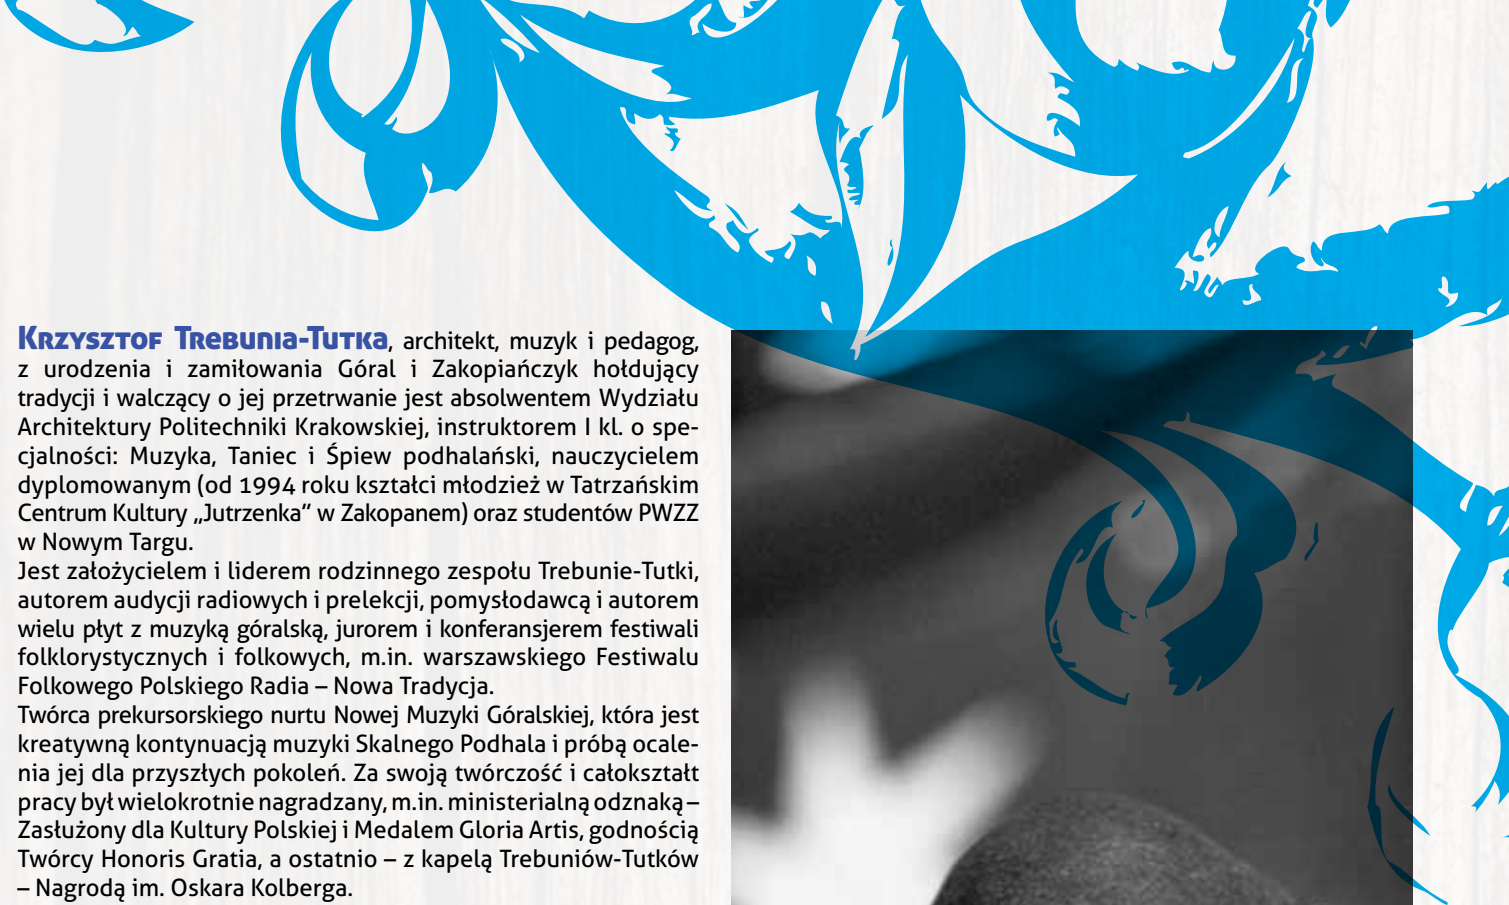 Krzysztof Trebunia-Tutka, architekt, muzyk i pedagog,
z urodzenia i zamiłowania Góral i Zakopiańczyk hołdujący
tradycji i walczący o jej przetrwanie jest absolwentem Wydziału
Architektury Politechniki Krakowskiej, instruktorem I kl. o spe-
cjalności: Muzyka, Taniec i Śpiew podhalański, nauczycielem
dyplomowanym (od 1994 roku kształci młodzież w Tatrzańskim
Centrum Kultury „Jutrzenka” w Zakopanem) oraz studentów PWZZ
w Nowym Targu.
Jest założycielem i liderem rodzinnego zespołu Trebunie-Tutki,
autorem audycji radiowych i prelekcji, pomysłodawcą i autorem
wielu płyt z muzyką góralską, jurorem i konferansjerem festiwali
folklorystycznych i folkowych, m.in. warszawskiego Festiwalu
Folkowego Polskiego Radia – Nowa Tradycja.
Twórca prekursorskiego nurtu Nowej Muzyki Góralskiej, która jest
kreatywną kontynuacją muzyki Skalnego Podhala i próbą ocale-
nia jej dla przyszłych pokoleń. Za swoją twórczość i całokształt
pracy był wielokrotnie nagradzany, m.in. ministerialną odznaką –
Zasłużony dla Kultury Polskiej i Medalem Gloria Artis, godnością
Twórcy Honoris Gratia, a ostatnio – z kapelą Trebuniów-Tutków
– Nagrodą im. Oskara Kolberga.